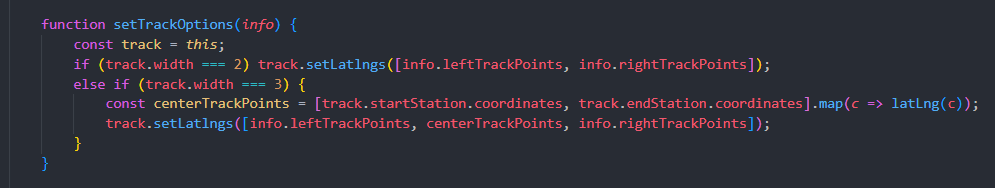 function setTrackOptions(info) {
const track = this;
if (track.width === 2) track.setLatlngs([info.leftTrackPoints, info.rightTrackPoints]);
else if (track.width === 3) {
const centerTrackPoints = [track.startStation.coordinates, track.endStation.coordinates].map(c => latLng(c));
track.setLatlngs([info.leftTrackPoints, centerTrackPoints, info.rightTrackPoints]);
}
}